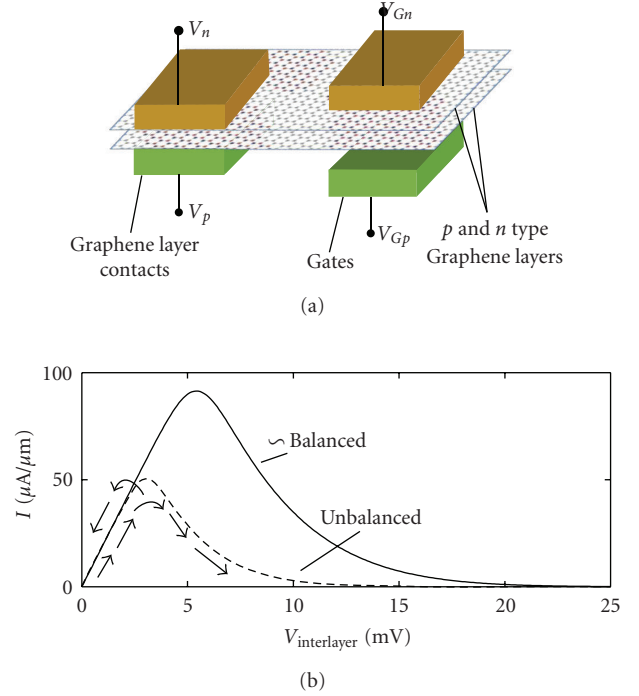 V_n
V_Gn
V_p
V_Gp
Graphene layer
contacts
Gates
p and n type
Graphene layers
(a)
100
50
0
I (μA/μm)
∽ Balanced
Unbalanced
0
5
10
15
20
25
V_interlayer (mV)
(b)